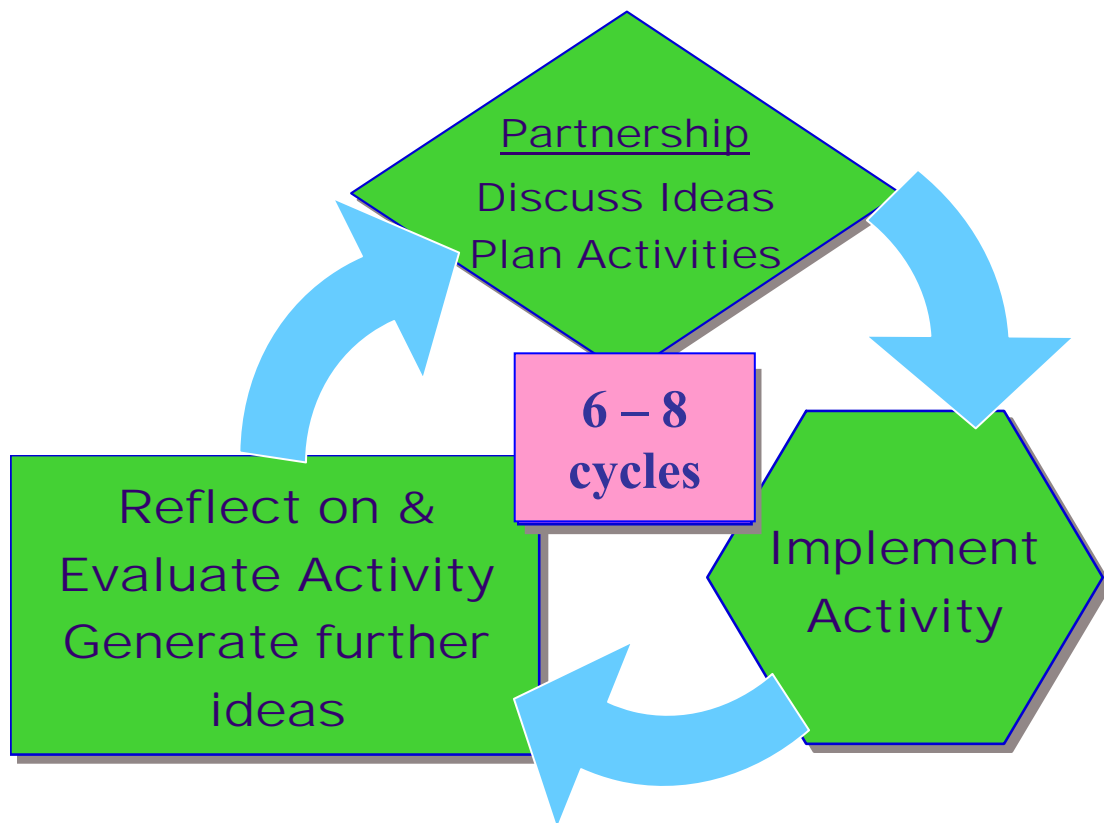 Partnership
Discuss Ideas
Plan Activities
6 – 8
cycles
Implement
Activity
Reflect on &
Evaluate Activity
Generate further
ideas